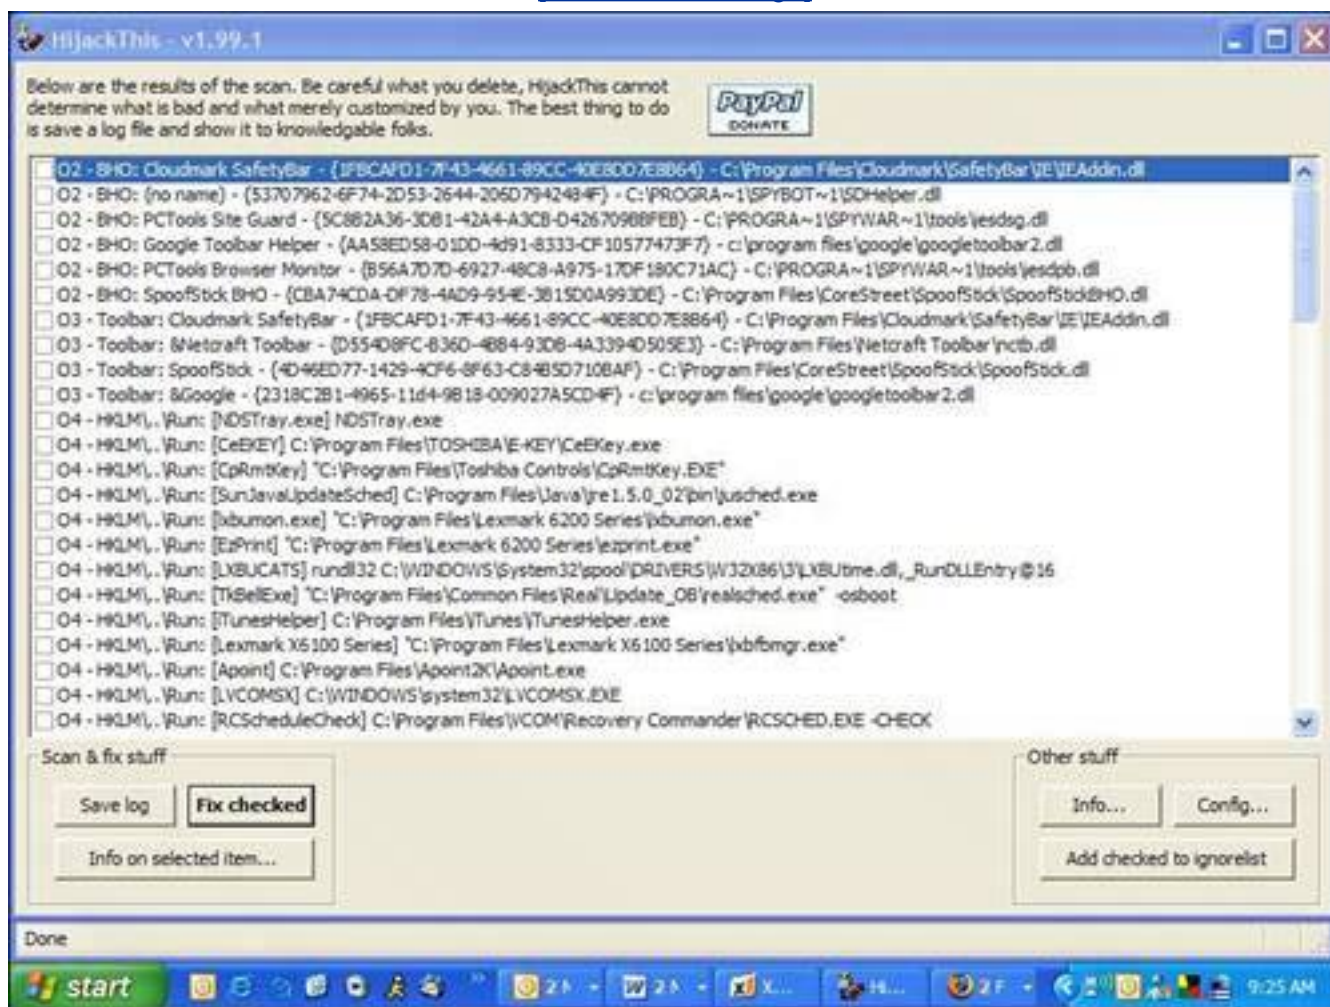 HijackThis - v1.99.1
Below are the results of the scan. Be careful what you delete, HijackThis cannot
determine what is bad and what merely customized by you. The best thing to do
is save a log file and show it to knowledgable folks.
PayPal
DONATE
O2 - BHO: Cloudmark SafetyBar - {1FBCAFD1-7F43-4661-89CC-40E8DD7E8B64} - C:\Program Files\Cloudmark\SafetyBar\IE\IEAddin.dll
O2 - BHO: (no name) - {53707962-6F74-2D53-2644-206D7942484F} - C:\PROGRA~1\SPYBOT~1\SDHelper.dll
O2 - BHO: PCTools Site Guard - {5C8B2A36-3DB1-42A4-A3CB-D426709BBFEB} - C:\PROGRA~1\SPYWAR~1\tools\iesdsg.dll
O2 - BHO: Google Toolbar Helper - {AA58ED58-01DD-4d91-8333-CF10577473F7} - c:\program files\google\googletoolbar2.dll
O2 - BHO: PCTools Browser Monitor - {B56A7D7D-6927-48C8-A975-17DF180C71AC} - C:\PROGRA~1\SPYWAR~1\tools\iesdpb.dll
O2 - BHO: SpoofStick BHO - {CBA74CDA-DF78-4AD9-954E-3B15D0A993DE} - C:\Program Files\CoreStreet\SpoofStick\SpoofStickBHO.dll
O3 - Toolbar: Cloudmark SafetyBar - {1FBCAFD1-7F43-4661-89CC-40E8DD7E8B64} - C:\Program Files\Cloudmark\SafetyBar\IE\IEAddin.dll
O3 - Toolbar: &Netcraft Toolbar - {D554D8FC-B36D-4BB4-93DB-4A3394D505E3} - C:\Program Files\Netcraft Toolbar\nctb.dll
O3 - Toolbar: SpoofStick - {4D46ED77-1429-4CF6-8F63-C84B5D710BAF} - C:\Program Files\CoreStreet\SpoofStick\SpoofStick.dll
O3 - Toolbar: &Google - {2318C2B1-4965-11d4-9B18-009027A5CD4F} - c:\program files\google\googletoolbar2.dll
O4 - HKLM\..\Run: [NDSTray.exe] NDSTray.exe
O4 - HKLM\..\Run: [CeEKEY] C:\Program Files\TOSHIBA\E-KEY\CeEKey.exe
O4 - HKLM\..\Run: [CpRmtKey] "C:\Program Files\Toshiba Controls\CpRmtKey.EXE"
O4 - HKLM\..\Run: [SunJavaUpdateSched] C:\Program Files\Java\jre1.5.0_02\bin\jusched.exe
O4 - HKLM\..\Run: [lxbumon.exe] "C:\Program Files\Lexmark 6200 Series\lxbumon.exe"
O4 - HKLM\..\Run: [EzPrint] "C:\Program Files\Lexmark 6200 Series\ezprint.exe"
O4 - HKLM\..\Run: [LXBUCATS] rundll32 C:\WINDOWS\System32\spool\DRIVERS\W32X86\3\LXBUtime.dll,_RunDLLEntry@16
O4 - HKLM\..\Run: [TkBellExe] "C:\Program Files\Common Files\Real\Update_OB\realsched.exe" -osboot
O4 - HKLM\..\Run: [iTunesHelper] C:\Program Files\iTunes\iTunesHelper.exe
O4 - HKLM\..\Run: [Lexmark X6100 Series] "C:\Program Files\Lexmark X6100 Series\lxbfbmgr.exe"
O4 - HKLM\..\Run: [Apoint] C:\Program Files\Apoint2K\Apoint.exe
O4 - HKLM\..\Run: [LVCOMSX] C:\WINDOWS\system32\LVCOMSX.EXE
O4 - HKLM\..\Run: [RCScheduleCheck] C:\Program Files\VCOM\Recovery Commander\RCSCHED.EXE -CHECK
Scan & fix stuff
Save log
Fix checked
Info on selected item...
Other stuff
Info...
Config...
Add checked to ignorelist
Done
start
X...
9:25 AM